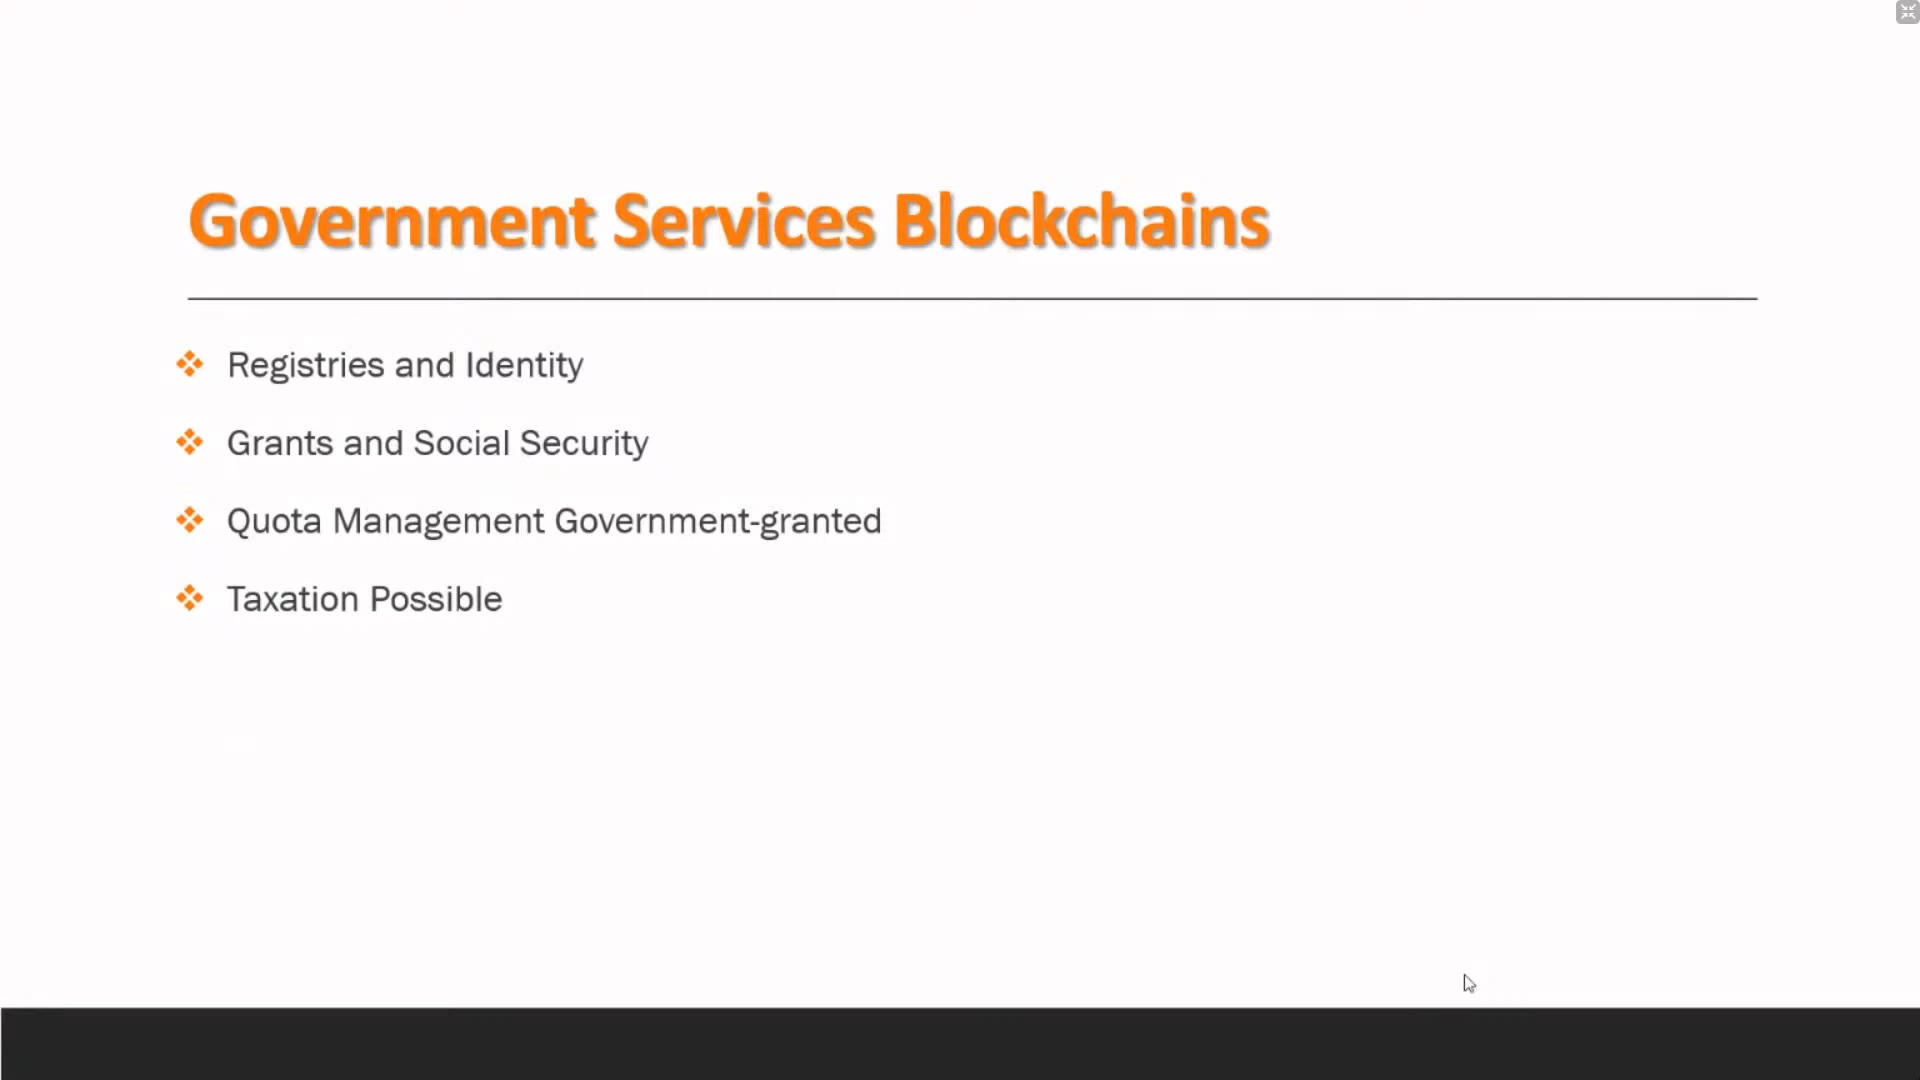 Government Services Blockchains
Registries and Identity
Grants and Social Security
Quota Management Government-granted
Taxation Possible